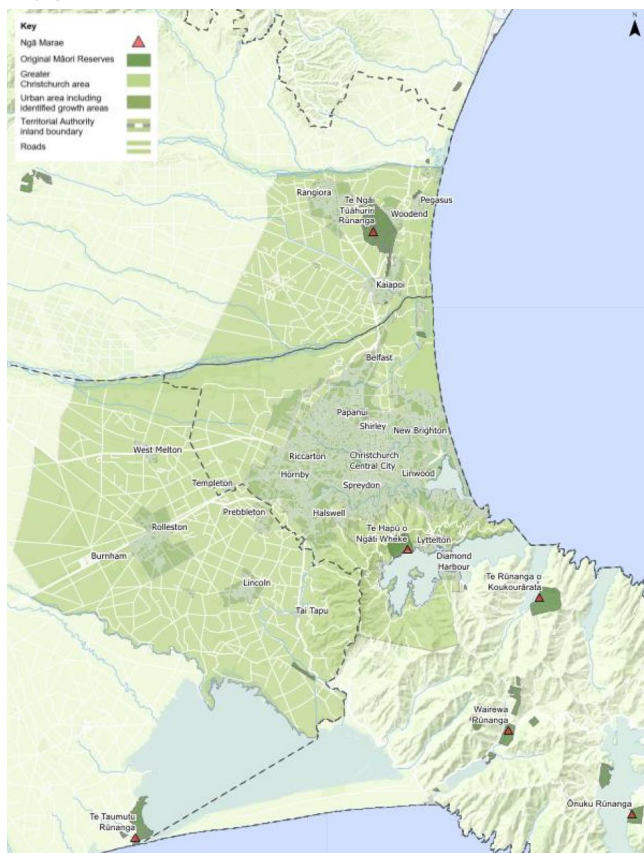 Key
Ngā Marae
Original Māori Reserves
Greater
Christchurch area
Urban area including
identified growth areas
Territorial Authority
inland boundary
Roads
N
Rangiora
Te Ngāi
Tūāhuriri
Rūnanga
Pegasus
Woodend
Kaiapoi
Belfast
Papanui
Shirley
New Brighton
West Melton
Riccarton
Christchurch
Central City
Linwood
Hornby
Templeton
Spreydon
Prebbleton
Halswell
Rolleston
Te Hapū o
Ngāti Wheke
Lyttelton
Diamond
Harbour
Burnham
Lincoln
Te Rūnanga o
Koukourārata
Tai Tapu
Wairewa
Rūnanga
Ōnuku Rūnanga
Te Taumutu
Rūnanga